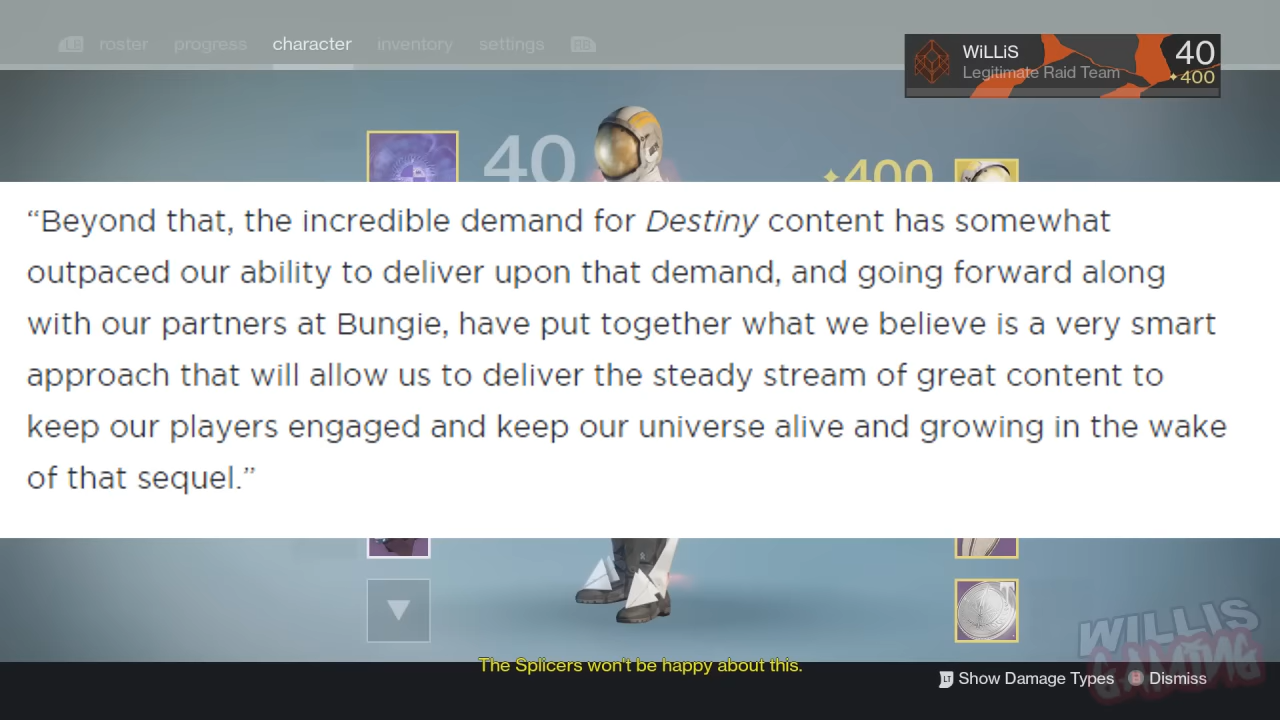 LB roster progress character inventory settings RB
WiLLiS 40
Legitimate Raid Team 400
40 400
“Beyond that, the incredible demand for Destiny content has somewhat
outpaced our ability to deliver upon that demand, and going forward along
with our partners at Bungie, have put together what we believe is a very smart
approach that will allow us to deliver the steady stream of great content to
keep our players engaged and keep our universe alive and growing in the wake
of that sequel.”
WILLIS
GAMING
The Splicers won't be happy about this.
LT Show Damage Types B Dismiss